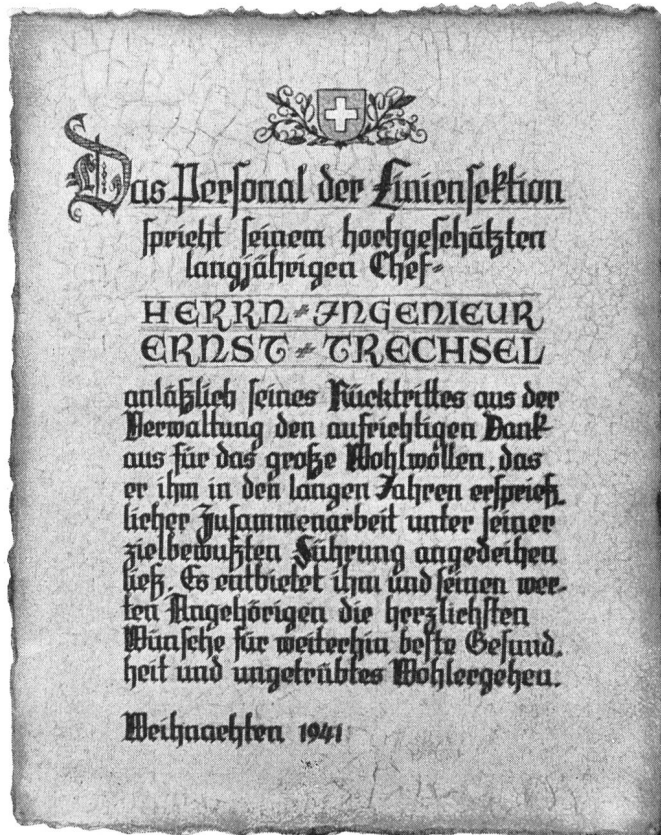 Das Personal der Liniensektion
spricht seinem hochgeschätzten
langjährigen Chef-
HERRN * INGENIEUR
ERNST * TRECHSEL
anläßlich seines Rücktrittes aus der
Verwaltung den aufrichtigen Dank
aus für das große Wohlwollen, das
er ihm in den langen Jahren ersprieß-
licher Zusammenarbeit unter seiner
zielbewußten Führung angedeihen
ließ. Es entbietet ihm und seinen wer-
ten Angehörigen die herzlichsten
Wünsche für weiterhin beste Gesund-
heit und ungetrübtes Wohlergehen.
Weihnachten 1941